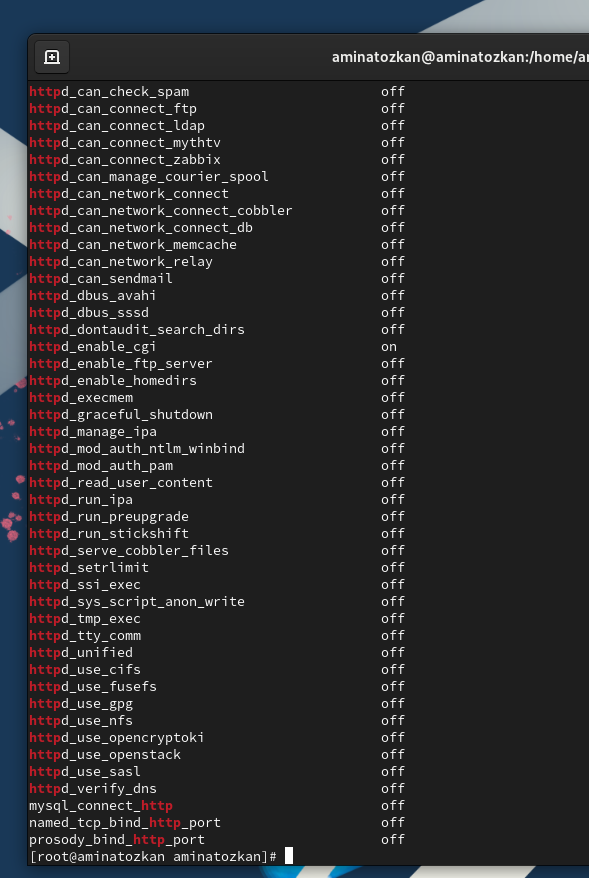 aminatozkan@aminatozkan:/home/a
httpd_can_check_spam off
httpd_can_connect_ftp off
httpd_can_connect_ldap off
httpd_can_connect_mythtv off
httpd_can_connect_zabbix off
httpd_can_manage_courier_spool off
httpd_can_network_connect off
httpd_can_network_connect_cobbler off
httpd_can_network_connect_db off
httpd_can_network_memcache off
httpd_can_network_relay off
httpd_can_sendmail off
httpd_dbus_avahi off
httpd_dbus_sssd off
httpd_dontaudit_search_dirs off
httpd_enable_cgi on
httpd_enable_ftp_server off
httpd_enable_homedirs off
httpd_execmem off
httpd_graceful_shutdown off
httpd_manage_ipa off
httpd_mod_auth_ntlm_winbind off
httpd_mod_auth_pam off
httpd_read_user_content off
httpd_run_ipa off
httpd_run_preupgrade off
httpd_run_stickshift off
httpd_serve_cobbler_files off
httpd_setrlimit off
httpd_ssi_exec off
httpd_sys_script_anon_write off
httpd_tmp_exec off
httpd_tty_comm off
httpd_unified off
httpd_use_cifs off
httpd_use_fusefs off
httpd_use_gpg off
httpd_use_nfs off
httpd_use_opencryptoki off
httpd_use_openstack off
httpd_use_sasl off
httpd_verify_dns off
mysql_connect_http off
named_tcp_bind_http_port off
prosody_bind_http_port off
[root@aminatozkan aminatozkan]#